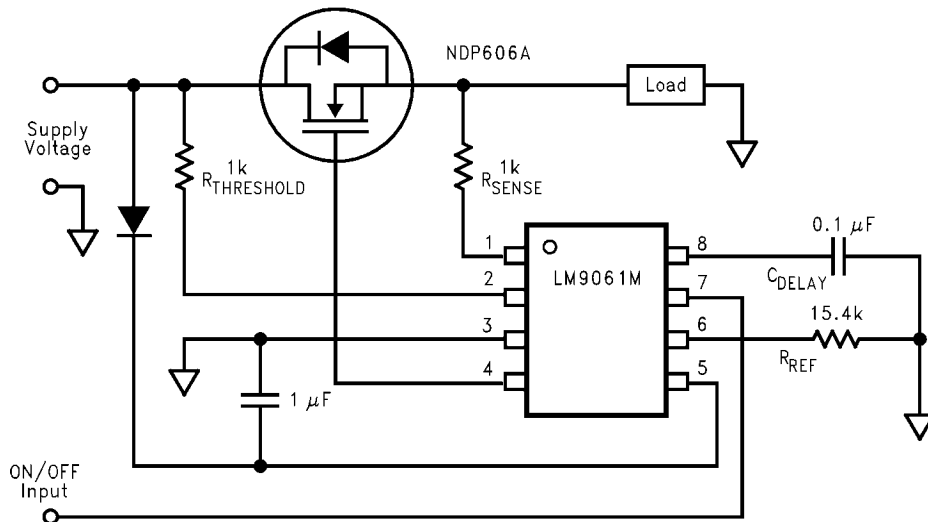 NDP606A
Load
Supply
Voltage
1k
RTHRESHOLD
1k
RSENSE
1
8
0.1 μF
LM9061M
CDELAY
2
7
15.4k
3
6
RREF
4
5
1 μF
ON/OFF
Input